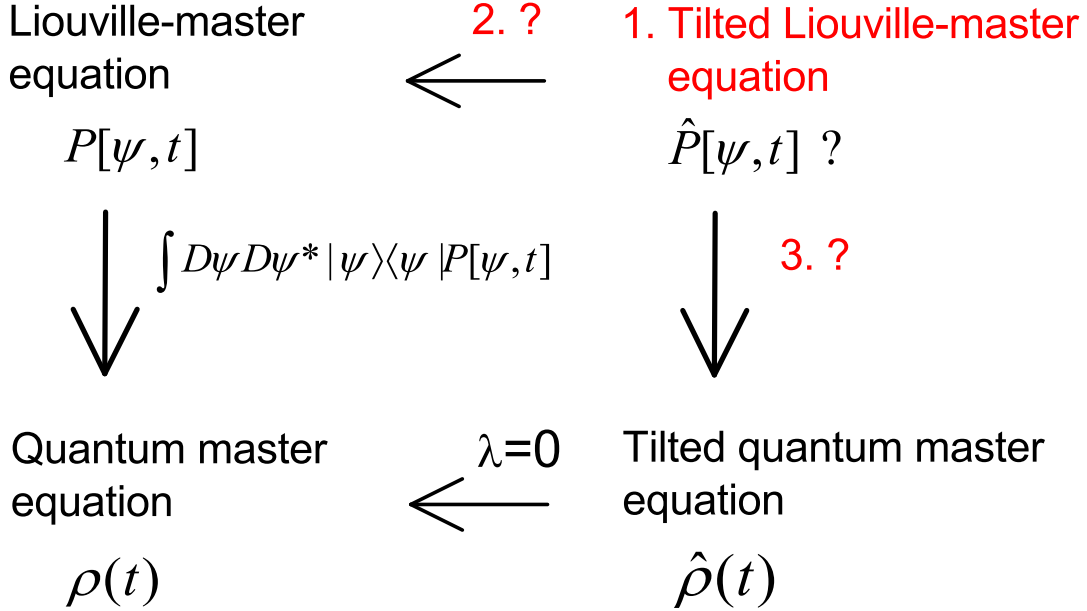 Liouville-master equation
2. ?
1. Tilted Liouville-master equation
P[ψ,t]
P̂[ψ,t] ?
∫DψDψ*|ψ⟩⟨ψ|P[ψ,t]
3. ?
Quantum master equation
λ=0
Tilted quantum master equation
ρ(t)
ρ̂(t)